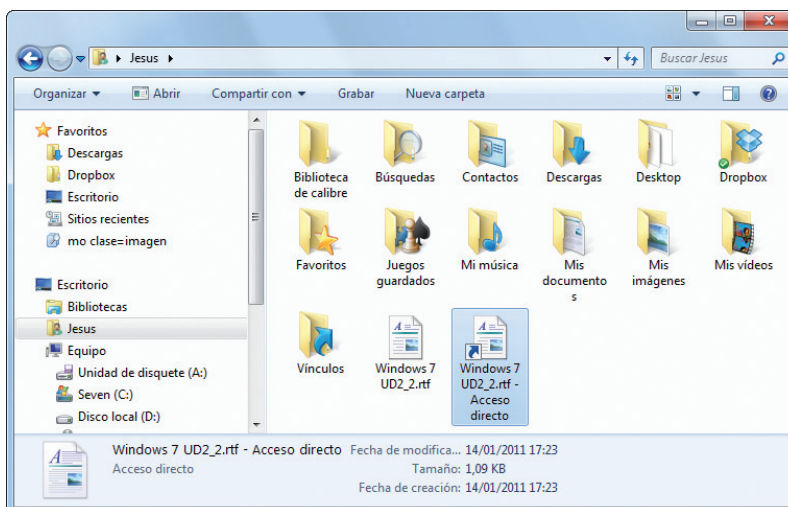 Jesus
Buscar Jesus
Organizar
Abrir
Compartir con
Grabar
Nueva carpeta
Favoritos
Descargas
Dropbox
Escritorio
Sitios recientes
mo clase=imagen
Escritorio
Bibliotecas
Jesus
Equipo
Unidad de disquete (A:)
Seven (C:)
Disco local (D:)
Biblioteca
de calibre
Búsquedas
Contactos
Descargas
Desktop
Dropbox
Favoritos
Juegos
guardados
Mi música
Mis
documento
s
Mis
imágenes
Mis vídeos
Vínculos
Windows 7
UD2_2.rtf
Windows 7
UD2_2.rtf -
Acceso
directo
Windows 7 UD2_2.rtf - Acceso directo
Acceso directo
Fecha de modifica... 14/01/2011 17:23
Tamaño: 1,09 KB
Fecha de creación: 14/01/2011 17:23